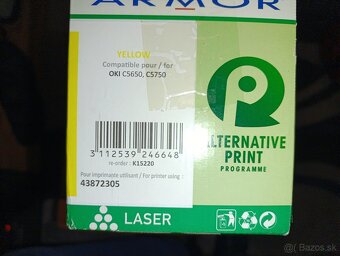 ARMOR
YELLOW
Compatible pour / for
OKI C5650, C5750
3 112539 246648
re-order : K15220
Pour imprimante utilisant / For printer using :
43872305
ALTERNATIVE
PRINT
PROGRAMME
LASER
Bazos.sk